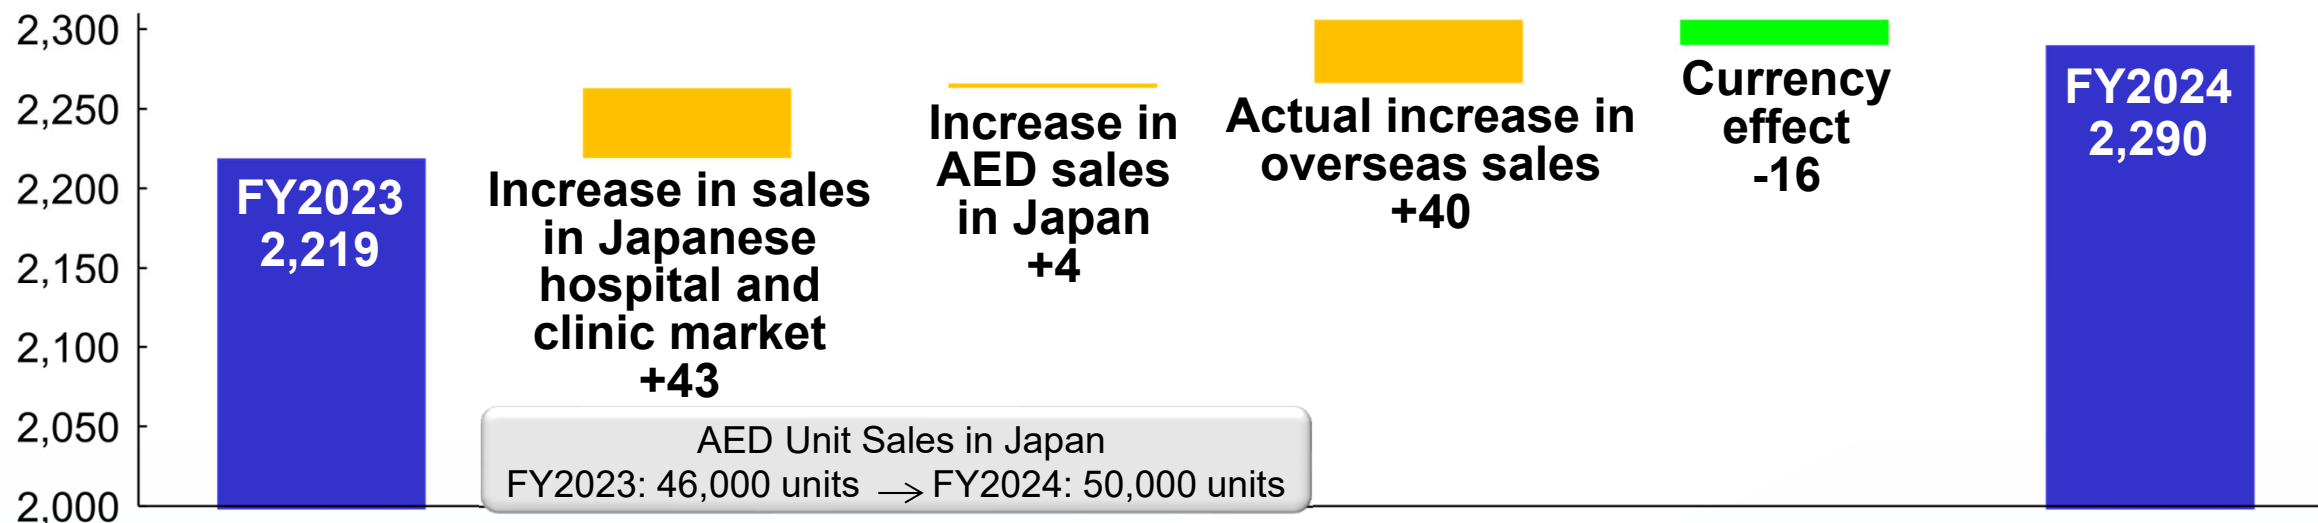 2,300
2,250
2,200
2,150
2,100
2,050
2,000
FY2023
2,219
Increase in sales
in Japanese
hospital and
clinic market
+43
Increase in
AED sales
in Japan
+4
Actual increase in
overseas sales
+40
Currency
effect
-16
FY2024
2,290
AED Unit Sales in Japan
FY2023: 46,000 units → FY2024: 50,000 units